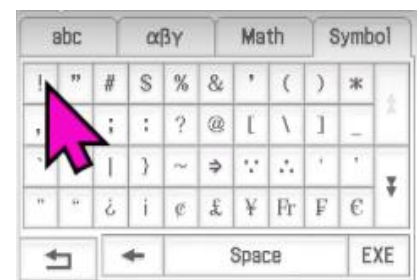 abc αβγ Math Symbol
! " # $ % & ' ( ) *
, : ; ? @ [ \ ] _
` | } ~ ⇒ ∵ ∴ ‘ ’
” “ ¿ ¡ ¢ £ ¥ Fr ₣ €
Space EXE